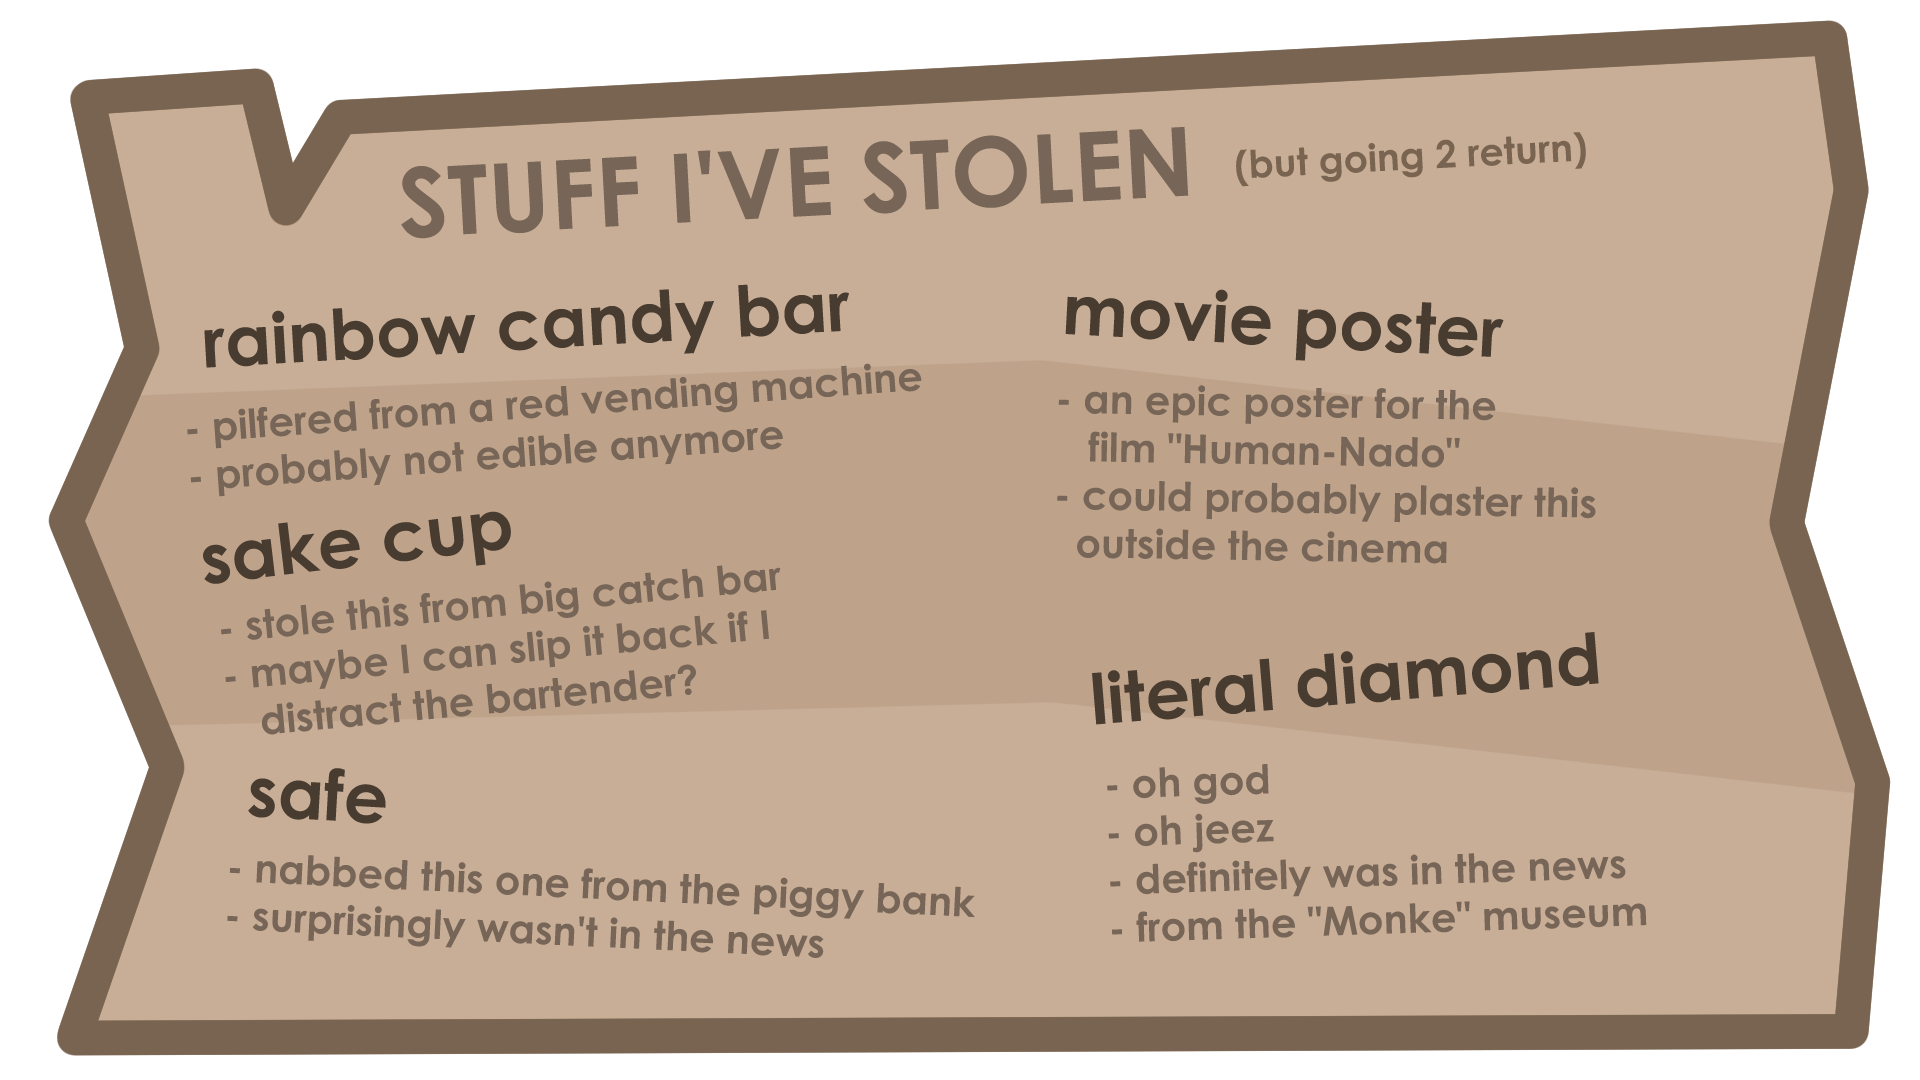 STUFF I'VE STOLEN (but going 2 return)
rainbow candy bar
- pilfered from a red vending machine
- probably not edible anymore
sake cup
- stole this from big catch bar
- maybe I can slip it back if I
distract the bartender?
safe
- nabbed this one from the piggy bank
- surprisingly wasn't in the news
movie poster
- an epic poster for the
film "Human-Nado"
- could probably plaster this
outside the cinema
literal diamond
- oh god
- oh jeez
- definitely was in the news
- from the "Monke" museum